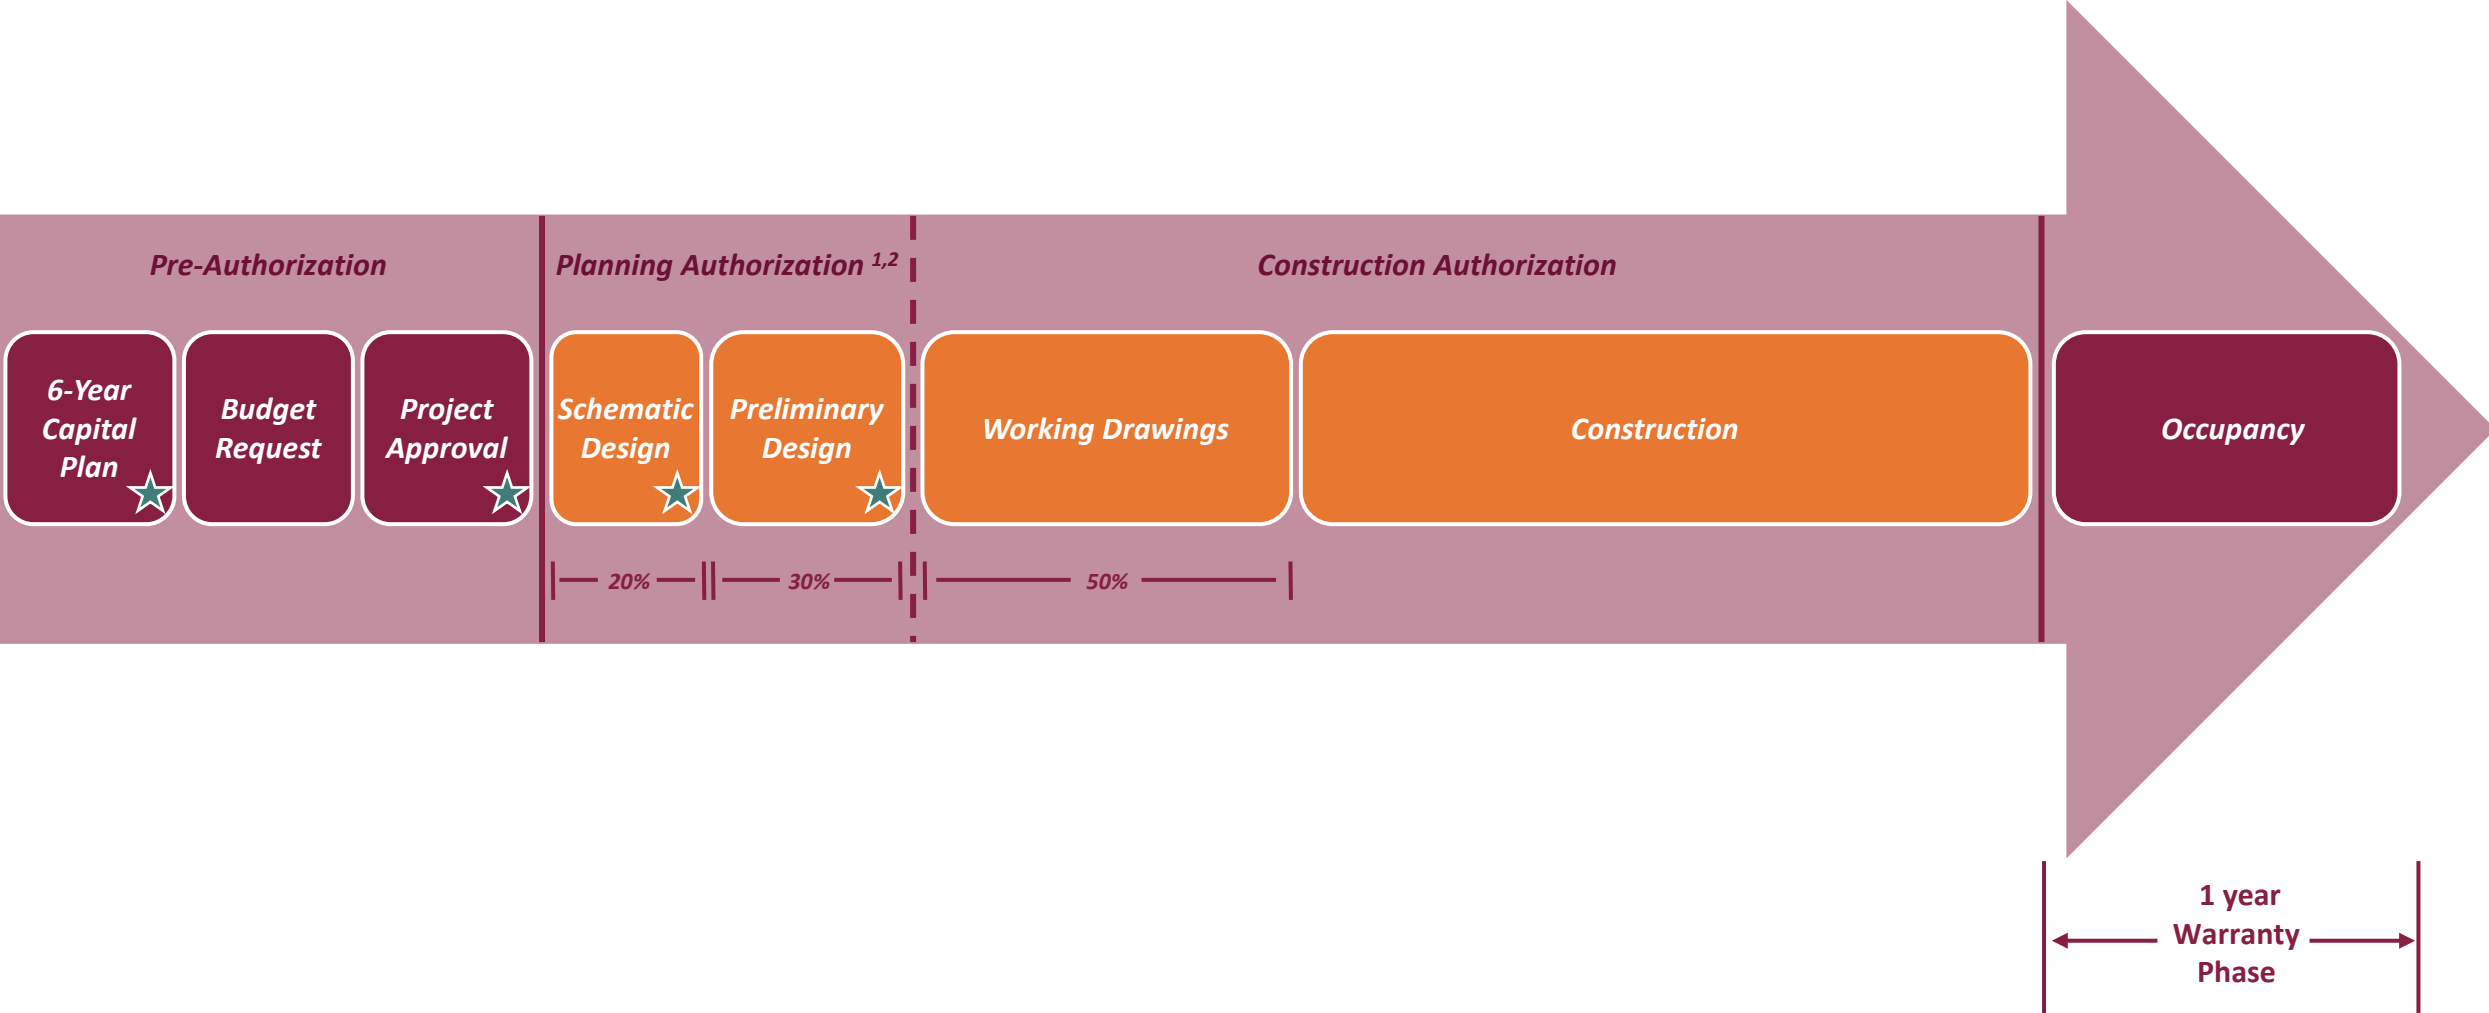 Pre-Authorization
Planning Authorization 1,2
Construction Authorization
6-Year
Capital
Plan
Budget
Request
Project
Approval
Schematic
Design
Preliminary
Design
Working Drawings
Construction
Occupancy
20%
30%
50%
1 year
Warranty
Phase